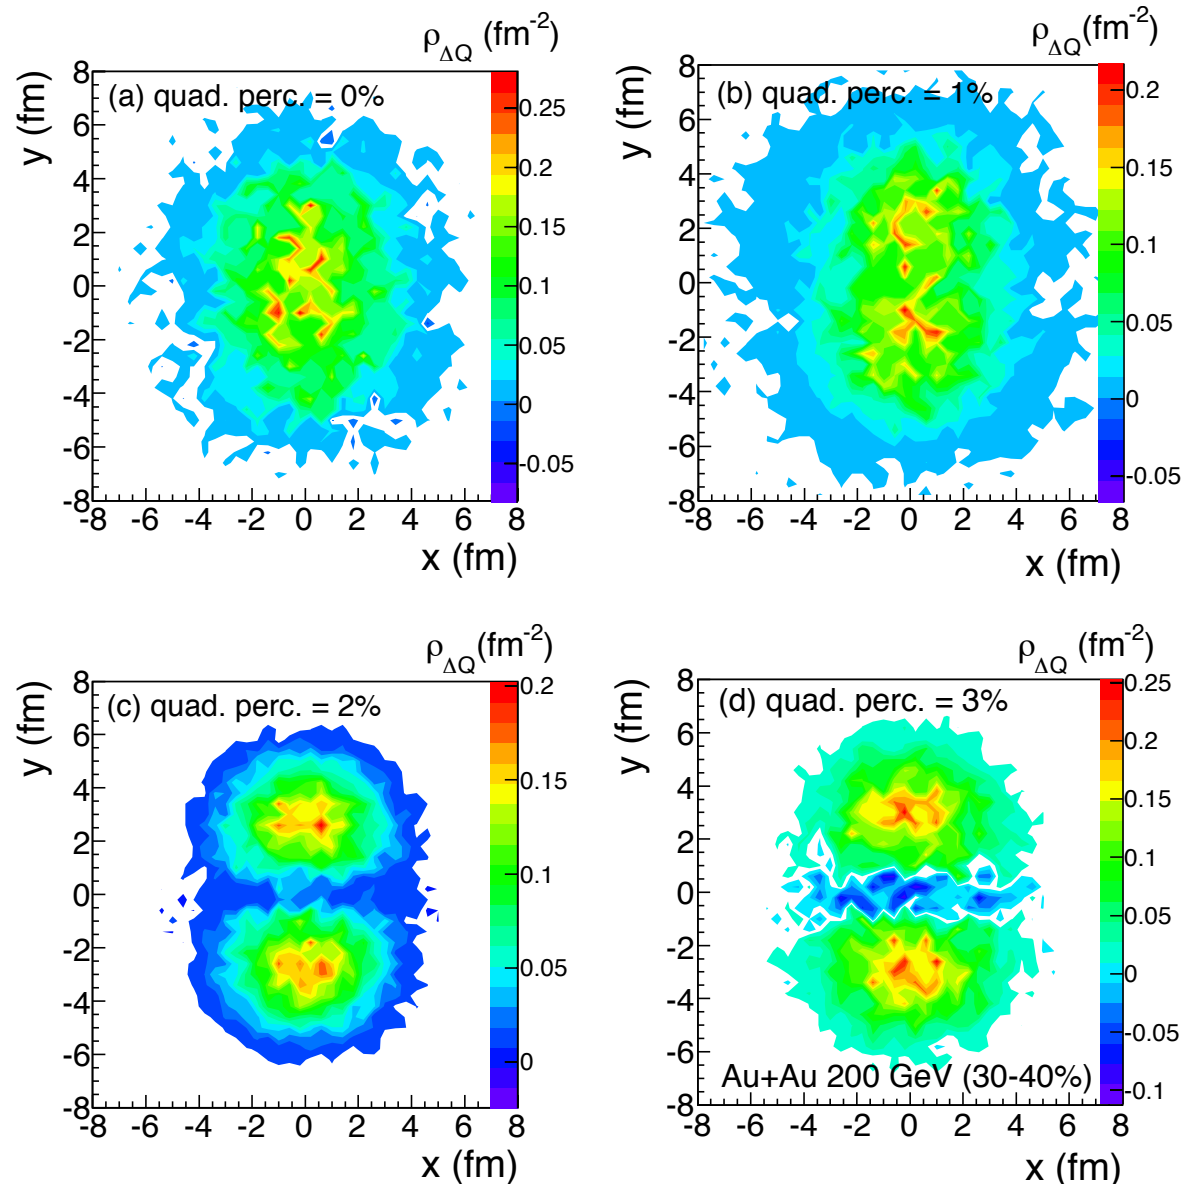 ρΔQ (fm-2)
(a) quad. perc. = 0%
y (fm)
8
6
4
2
0
-2
-4
-6
-8
-8 -6 -4 -2 0 2 4 6 8
x (fm)
0.25
0.2
0.15
0.1
0.05
0
-0.05
ρΔQ (fm-2)
(b) quad. perc. = 1%
y (fm)
8
6
4
2
0
-2
-4
-6
-8
-8 -6 -4 -2 0 2 4 6 8
x (fm)
0.2
0.15
0.1
0.05
0
-0.05
ρΔQ(fm-2)
(c) quad. perc. = 2%
y (fm)
8
6
4
2
0
-2
-4
-6
-8
-8 -6 -4 -2 0 2 4 6 8
x (fm)
0.2
0.15
0.1
0.05
0
ρΔQ (fm-2)
(d) quad. perc. = 3%
y (fm)
8
6
4
2
0
-2
-4
-6
-8
Au+Au 200 GeV (30-40%)
-8 -6 -4 -2 0 2 4 6 8
x (fm)
0.25
0.2
0.15
0.1
0.05
0
-0.05
-0.1